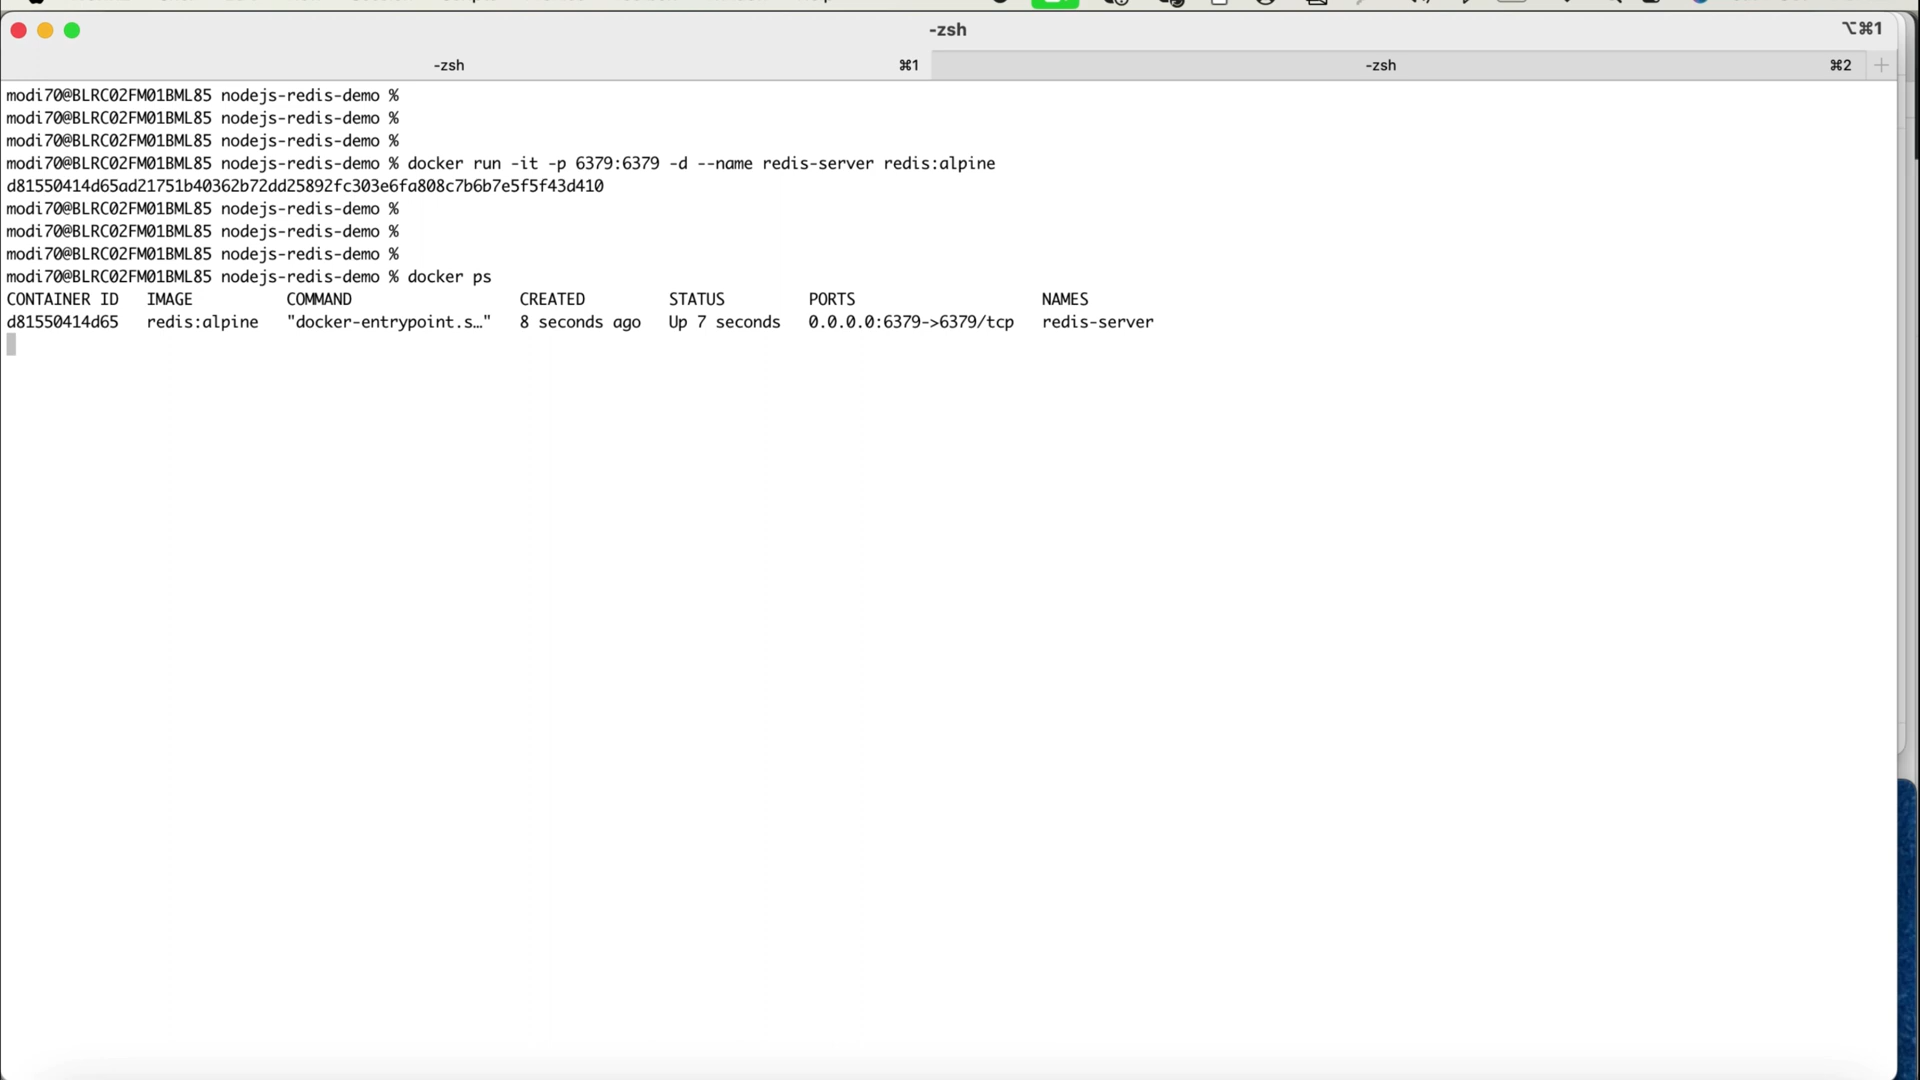 -zsh
⌥⌘1
-zsh ⌘1 -zsh ⌘2 +
modi70@BLRC02FM01BML85 nodejs-redis-demo %
modi70@BLRC02FM01BML85 nodejs-redis-demo %
modi70@BLRC02FM01BML85 nodejs-redis-demo %
modi70@BLRC02FM01BML85 nodejs-redis-demo % docker run -it -p 6379:6379 -d --name redis-server redis:alpine
d81550414d65ad21751b40362b72dd25892fc303e6fa808c7b6b7e5f5f43d410
modi70@BLRC02FM01BML85 nodejs-redis-demo %
modi70@BLRC02FM01BML85 nodejs-redis-demo %
modi70@BLRC02FM01BML85 nodejs-redis-demo %
modi70@BLRC02FM01BML85 nodejs-redis-demo % docker ps
CONTAINER ID IMAGE COMMAND CREATED STATUS PORTS NAMES
d81550414d65 redis:alpine "docker-entrypoint.s…" 8 seconds ago Up 7 seconds 0.0.0.0:6379->6379/tcp redis-server